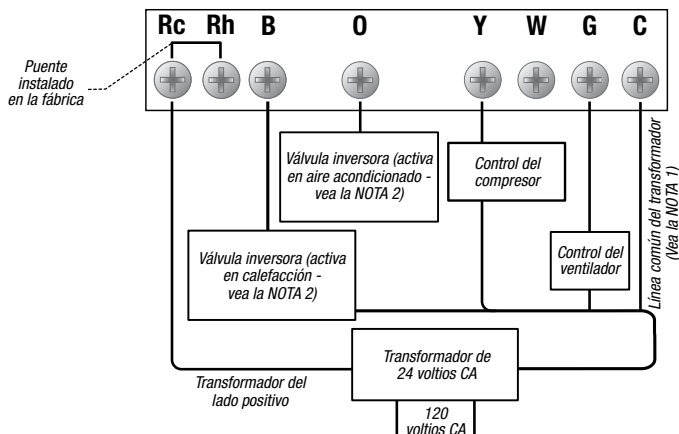 Rc Rh B O Y W G C
Puente
instalado
en la fábrica
Válvula inversora (activa
en aire acondicionado -
vea la NOTA 2)
Control del
compresor
Línea común del transformador
(Vea la NOTA 1)
Válvula inversora (activa
en calefacción -
vea la NOTA 2)
Control del
ventilador
Transformador de
24 voltios CA
Transformador del
lado positivo
120
voltios CA